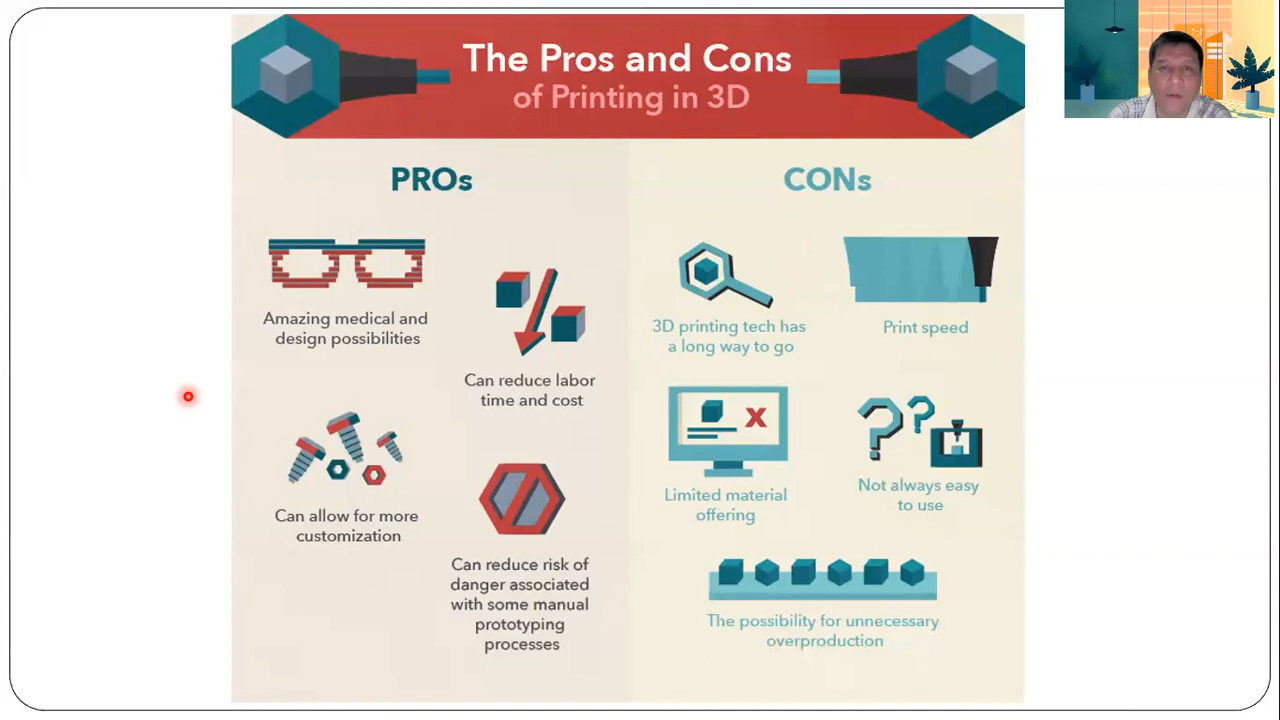 The Pros and Cons
of Printing in 3D
PROs
Amazing medical and
design possibilities
Can reduce labor
time and cost
Can allow for more
customization
Can reduce risk of
danger associated
with some manual
prototyping
processes
CONs
3D printing tech has
a long way to go
Print speed
Limited material
offering
Not always easy
to use
The possibility for unnecessary
overproduction